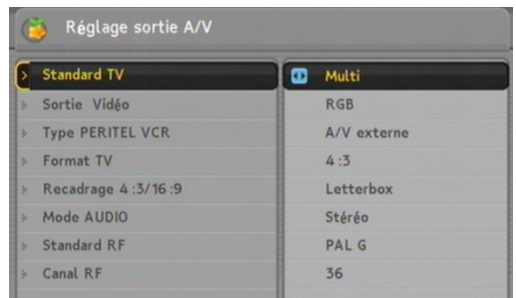 Réglage sortie A/V
Standard TV Multi
Sortie Vidéo RGB
Type PERITEL VCR A/V externe
Format TV 4:3
Recadrage 4:3/16:9 Letterbox
Mode AUDIO Stéréo
Standard RF PAL G
Canal RF 36